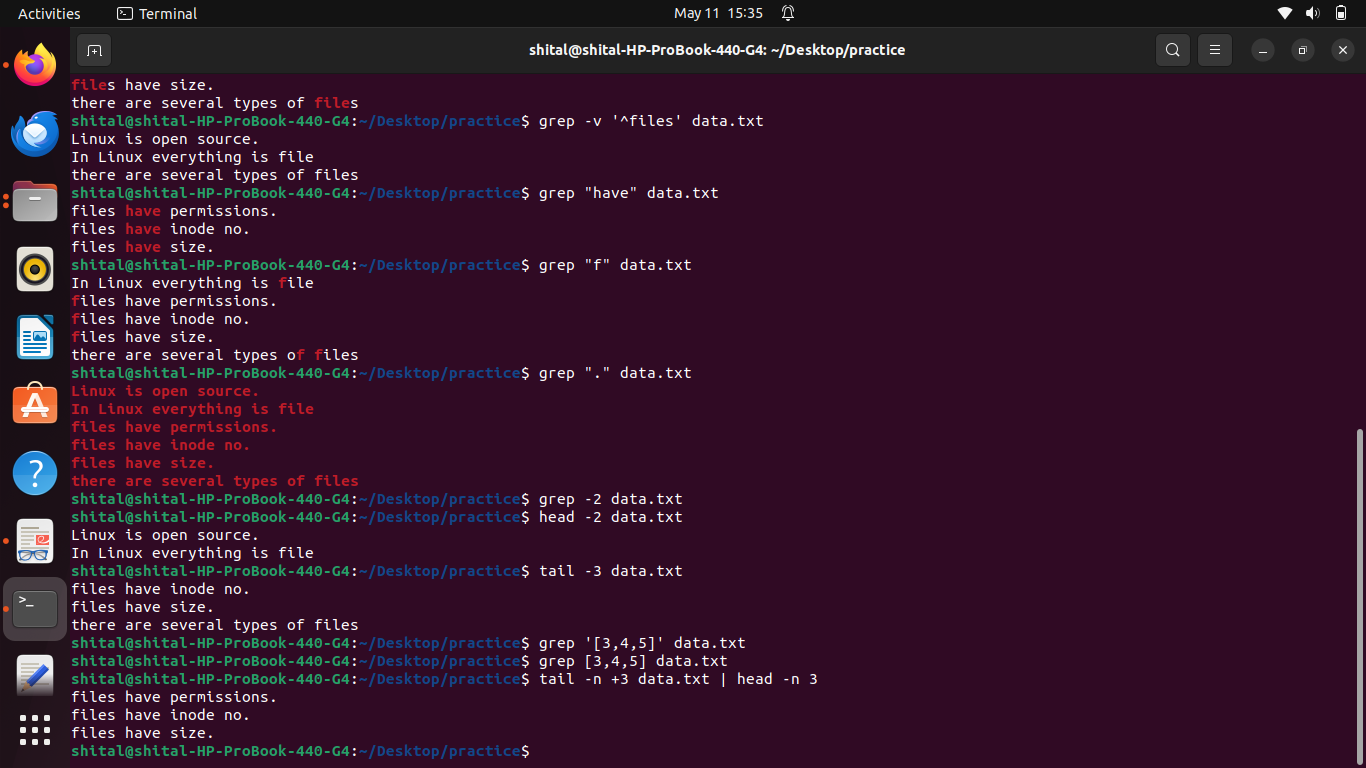 Activities
Terminal
May 11 15:35
shital@shital-HP-ProBook-440-G4: ~/Desktop/practice
files have size.
there are several types of files
shital@shital-HP-ProBook-440-G4:~/Desktop/practice$ grep -v '^files' data.txt
Linux is open source.
In Linux everything is file
there are several types of files
shital@shital-HP-ProBook-440-G4:~/Desktop/practice$ grep "have" data.txt
files have permissions.
files have inode no.
files have size.
shital@shital-HP-ProBook-440-G4:~/Desktop/practice$ grep "f" data.txt
In Linux everything is file
files have permissions.
files have inode no.
files have size.
there are several types of files
shital@shital-HP-ProBook-440-G4:~/Desktop/practice$ grep "." data.txt
Linux is open source.
In Linux everything is file
files have permissions.
files have inode no.
files have size.
there are several types of files
shital@shital-HP-ProBook-440-G4:~/Desktop/practice$ grep -2 data.txt
shital@shital-HP-ProBook-440-G4:~/Desktop/practice$ head -2 data.txt
Linux is open source.
In Linux everything is file
shital@shital-HP-ProBook-440-G4:~/Desktop/practice$ tail -3 data.txt
files have inode no.
files have size.
there are several types of files
shital@shital-HP-ProBook-440-G4:~/Desktop/practice$ grep '[3,4,5]' data.txt
shital@shital-HP-ProBook-440-G4:~/Desktop/practice$ grep [3,4,5] data.txt
shital@shital-HP-ProBook-440-G4:~/Desktop/practice$ tail -n +3 data.txt | head -n 3
files have permissions.
files have inode no.
files have size.
shital@shital-HP-ProBook-440-G4:~/Desktop/practice$